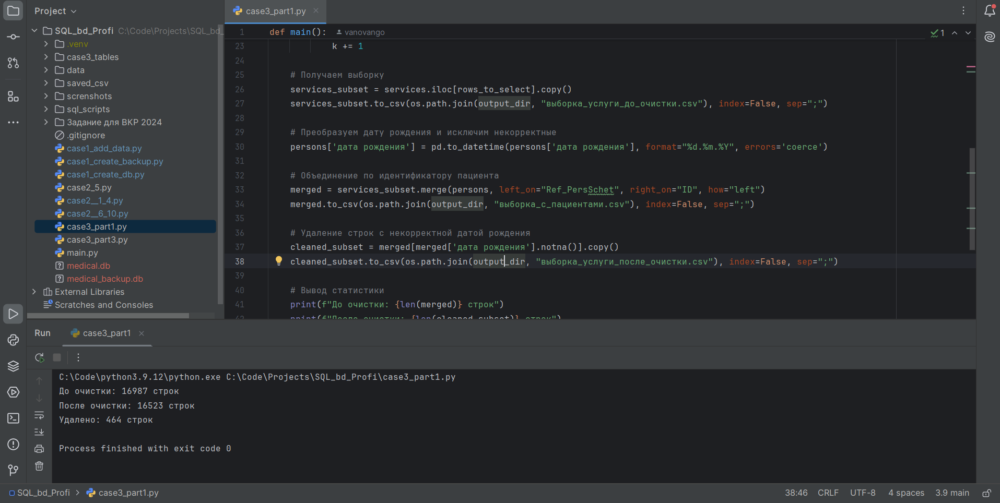 Project
SQL_bd_Profi C:\Code\Projects\SQL_bd_
.venv
case3_tables
data
saved_csv
screnshots
sql_scripts
Задание для ВКР 2024
.gitignore
case1_add_data.py
case1_create_backup.py
case1_create_db.py
case2_5.py
case2__1_4.py
case2__6_10.py
case3_part1.py
case3_part3.py
main.py
medical.db
medical_backup.db
External Libraries
Scratches and Consoles
case3_part1.py
1 def main(): vanovango
1
23 k += 1
24
25 # Получаем выборку
26 services_subset = services.iloc[rows_to_select].copy()
27 services_subset.to_csv(os.path.join(output_dir, "выборка_услуги_до_очистки.csv"), index=False, sep=";")
28
29 # Преобразуем дату рождения и исключим некорректные
30 persons['дата рождения'] = pd.to_datetime(persons['дата рождения'], format="%d.%m.%Y", errors='coerce')
31
32 # Объединение по идентификатору пациента
33 merged = services_subset.merge(persons, left_on="Ref_PersSchet", right_on="ID", how="left")
34 merged.to_csv(os.path.join(output_dir, "выборка_с_пациентами.csv"), index=False, sep=";")
35
36 # Удаление строк с некорректной датой рождения
37 cleaned_subset = merged[merged['дата рождения'].notna()].copy()
38 cleaned_subset.to_csv(os.path.join(output_dir, "выборка_услуги_после_очистки.csv"), index=False, sep=";")
39
40 # Вывод статистики
41 print(f"До очистки: {len(merged)} строк")
42 print(f"После очистки: {len(cleaned_subset)} строк")
Run case3_part1
C:\Code\python3.9.12\python.exe C:\Code\Projects\SQL_bd_Profi\case3_part1.py
До очистки: 16987 строк
После очистки: 16523 строк
Удалено: 464 строк
Process finished with exit code 0
SQL_bd_Profi > case3_part1.py
38:46 CRLF UTF-8 4 spaces 3.9 main